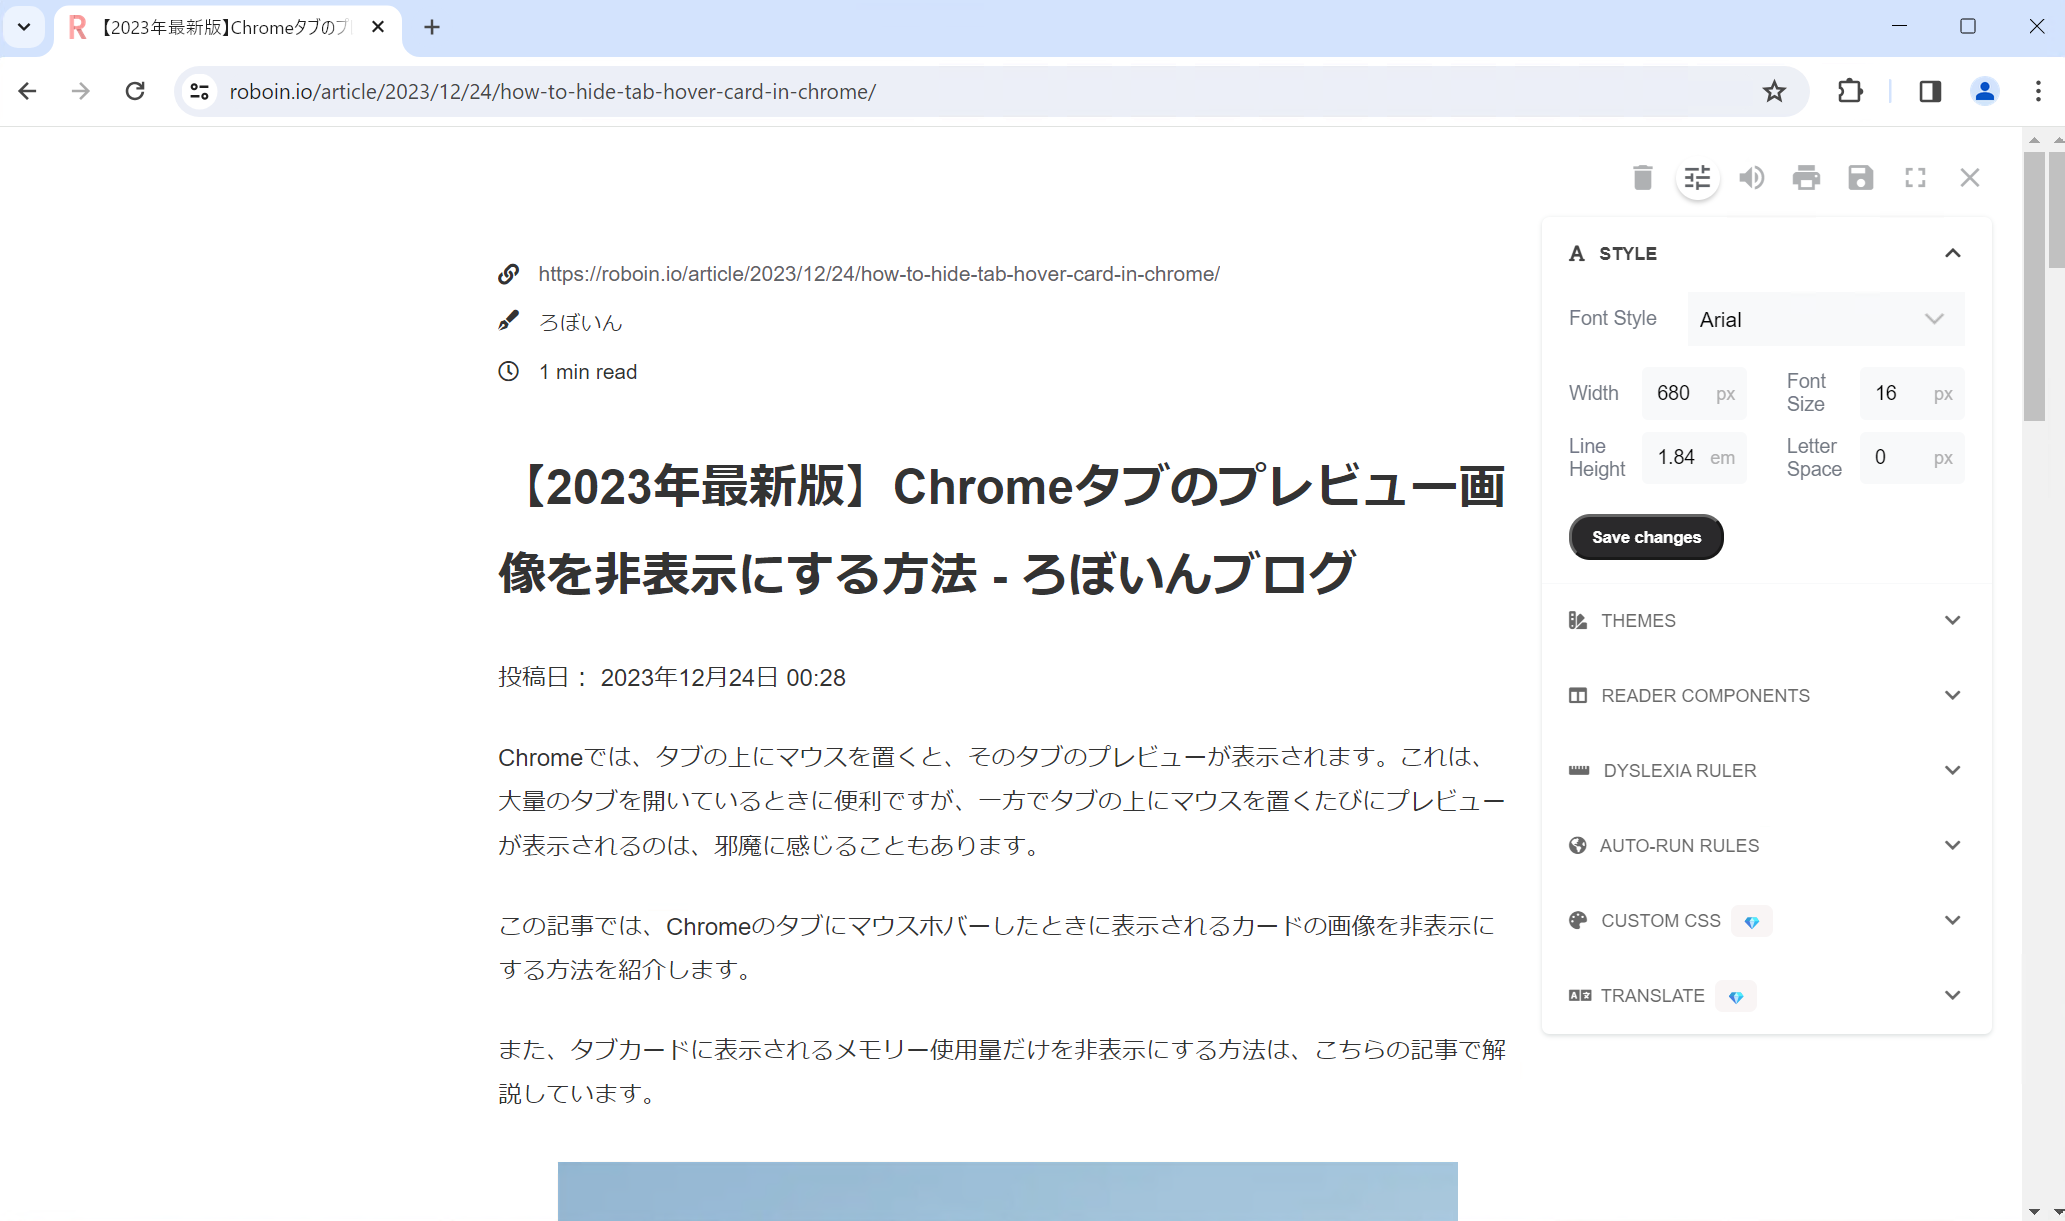 【2023年最新版】Chromeタブのプ
roboin.io/article/2023/12/24/how-to-hide-tab-hover-card-in-chrome/
https://roboin.io/article/2023/12/24/how-to-hide-tab-hover-card-in-chrome/
ろぼいん
1 min read
【2023年最新版】Chromeタブのプレビュー画
像を非表示にする方法 - ろぼいんブログ
投稿日： 2023年12月24日 00:28
Chromeでは、タブの上にマウスを置くと、そのタブのプレビューが表示されます。これは、
大量のタブを開いているときに便利ですが、一方でタブの上にマウスを置くたびにプレビュー
が表示されるのは、邪魔に感じることもあります。
この記事では、Chromeのタブにマウスホバーしたときに表示されるカードの画像を非表示に
する方法を紹介します。
また、タブカードに表示されるメモリー使用量だけを非表示にする方法は、こちらの記事で解
説しています。
STYLE
Font Style Arial
Width 680 px Font Size 16 px
Line Height 1.84 em Letter Space 0 px
Save changes
THEMES
READER COMPONENTS
DYSLEXIA RULER
AUTO-RUN RULES
CUSTOM CSS
TRANSLATE